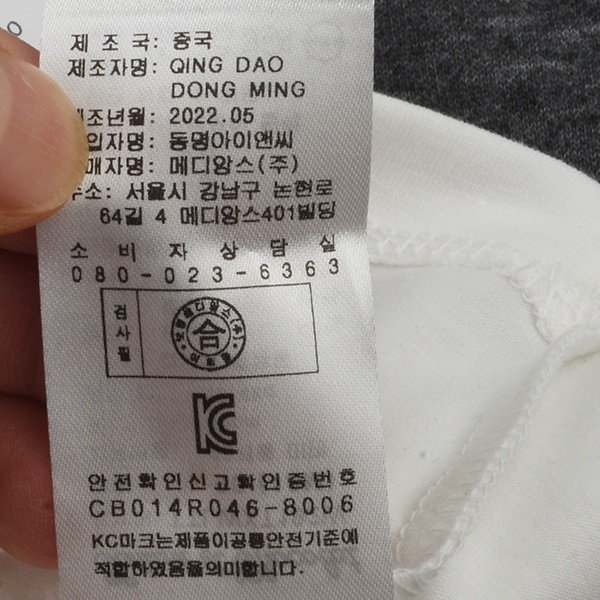 제 조 국: 중국
제조자명: QING DAO
DONG MING
조년월: 2022.05
입자명: 동명아이앤씨
매자명: 메디앙스(주)
소: 서울시 강남구 논현로
64길 4 메디앙스401빌딩
소 비 자 상 담 실
080-023-6363
검사필
合
KC
안전확인신고확인증번호
CB014R046-8006
KC마크는제품이공통안전기준에
적합하였음을의미합니다.